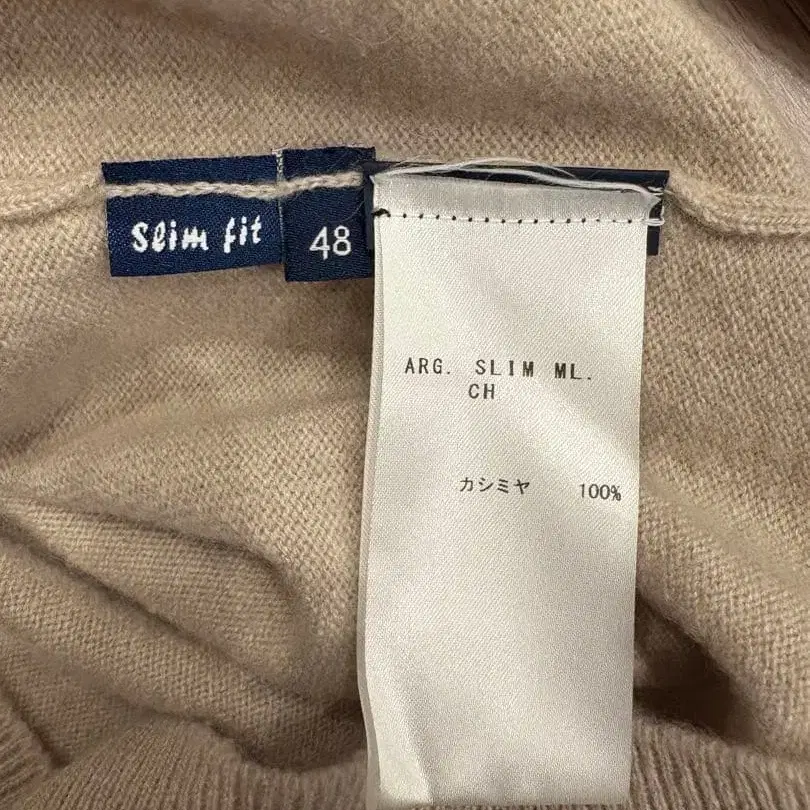 Slim fit
48
ARG. SLIM ML.
CH
カシミヤ 100%